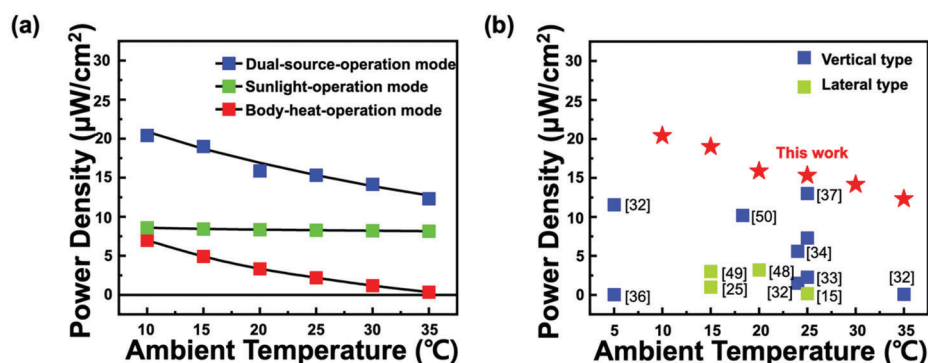 (a)
Power Density (μW/cm²)
30
25
20
15
10
5
0
Dual-source-operation mode
Sunlight-operation mode
Body-heat-operation mode
10 15 20 25 30 35
Ambient Temperature (℃)
(b)
Power Density (μW/cm²)
30
25
20
15
10
5
0
Vertical type
Lateral type
This work
[32]
[50]
[37]
[34]
[49]
[48]
[25]
[32]
[33]
[32]
[36]
[15]
5 10 15 20 25 30 35
Ambient Temperature (℃)